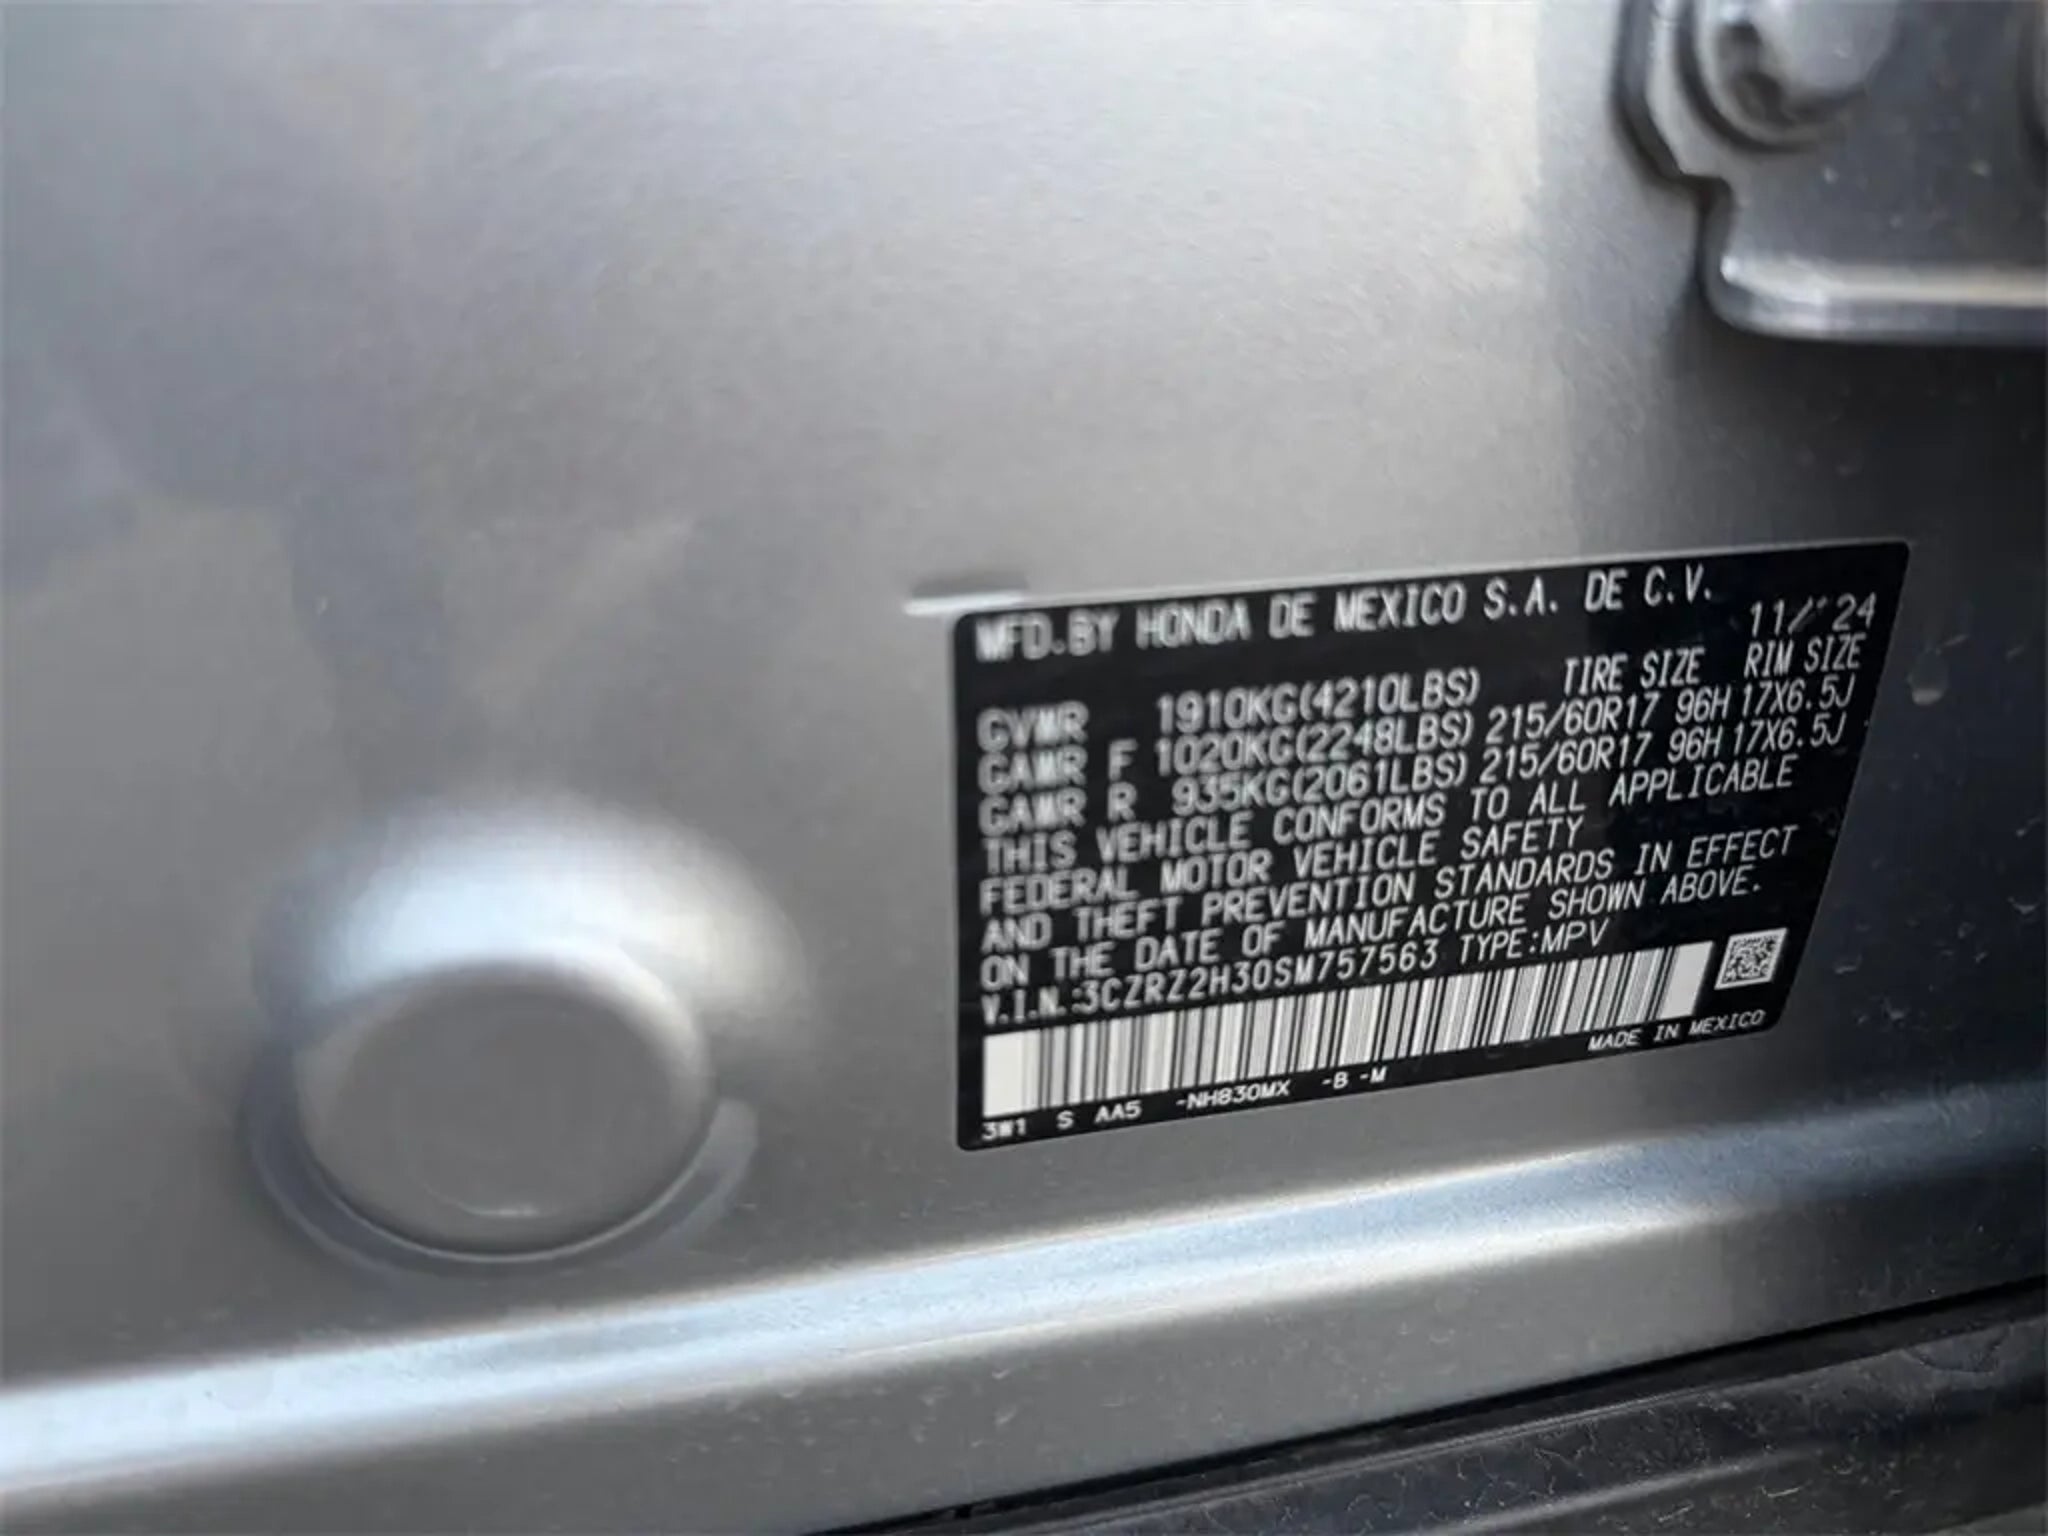 MFD.BY HONDA DE MEXICO S.A. DE C.V.
11/ 24
TIRE SIZE RIM SIZE
GVWR 1910KG(4210LBS)
GAWR F 1020KG(2248LBS) 215/60R17 96H 17X6.5J
GAWR R 935KG(2061LBS) 215/60R17 96H 17X6.5J
THIS VEHICLE CONFORMS TO ALL APPLICABLE
FEDERAL MOTOR VEHICLE SAFETY
AND THEFT PREVENTION STANDARDS IN EFFECT
ON THE DATE OF MANUFACTURE SHOWN ABOVE.
V.I.N.:3CZRZ2H30SM757563 TYPE:MPV
MADE IN MEXICO
3W1 S AA5 -NH830MX -B -M